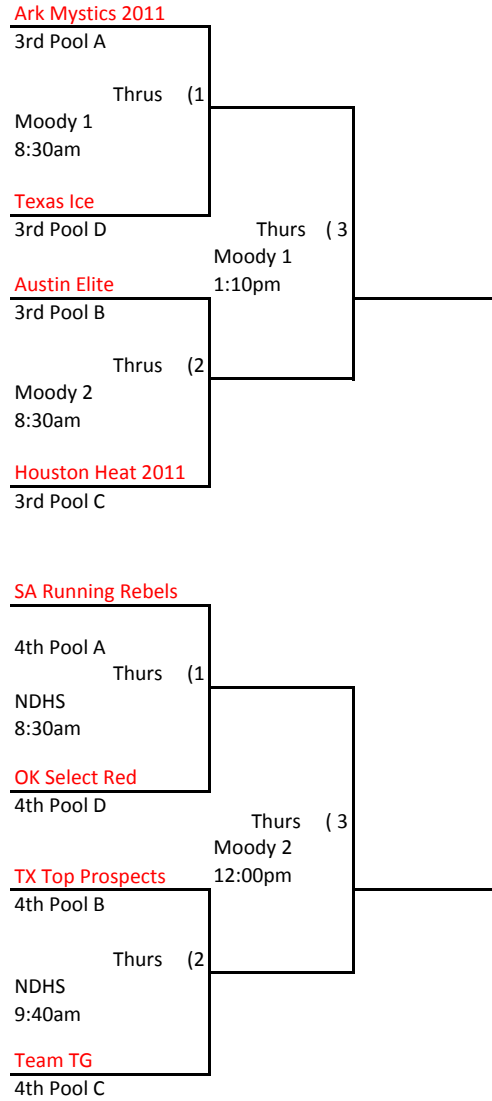 Ark Mystics 2011
3rd Pool A
Thrus (1
Moody 1
8:30am
Texas Ice
3rd Pool D
Thurs ( 3
Moody 1
1:10pm
Austin Elite
3rd Pool B
Thrus (2
Moody 2
8:30am
Houston Heat 2011
3rd Pool C
SA Running Rebels
4th Pool A
Thurs (1
NDHS
8:30am
OK Select Red
4th Pool D
Thurs ( 3
Moody 2
12:00pm
TX Top Prospects
4th Pool B
Thurs (2
NDHS
9:40am
Team TG
4th Pool C